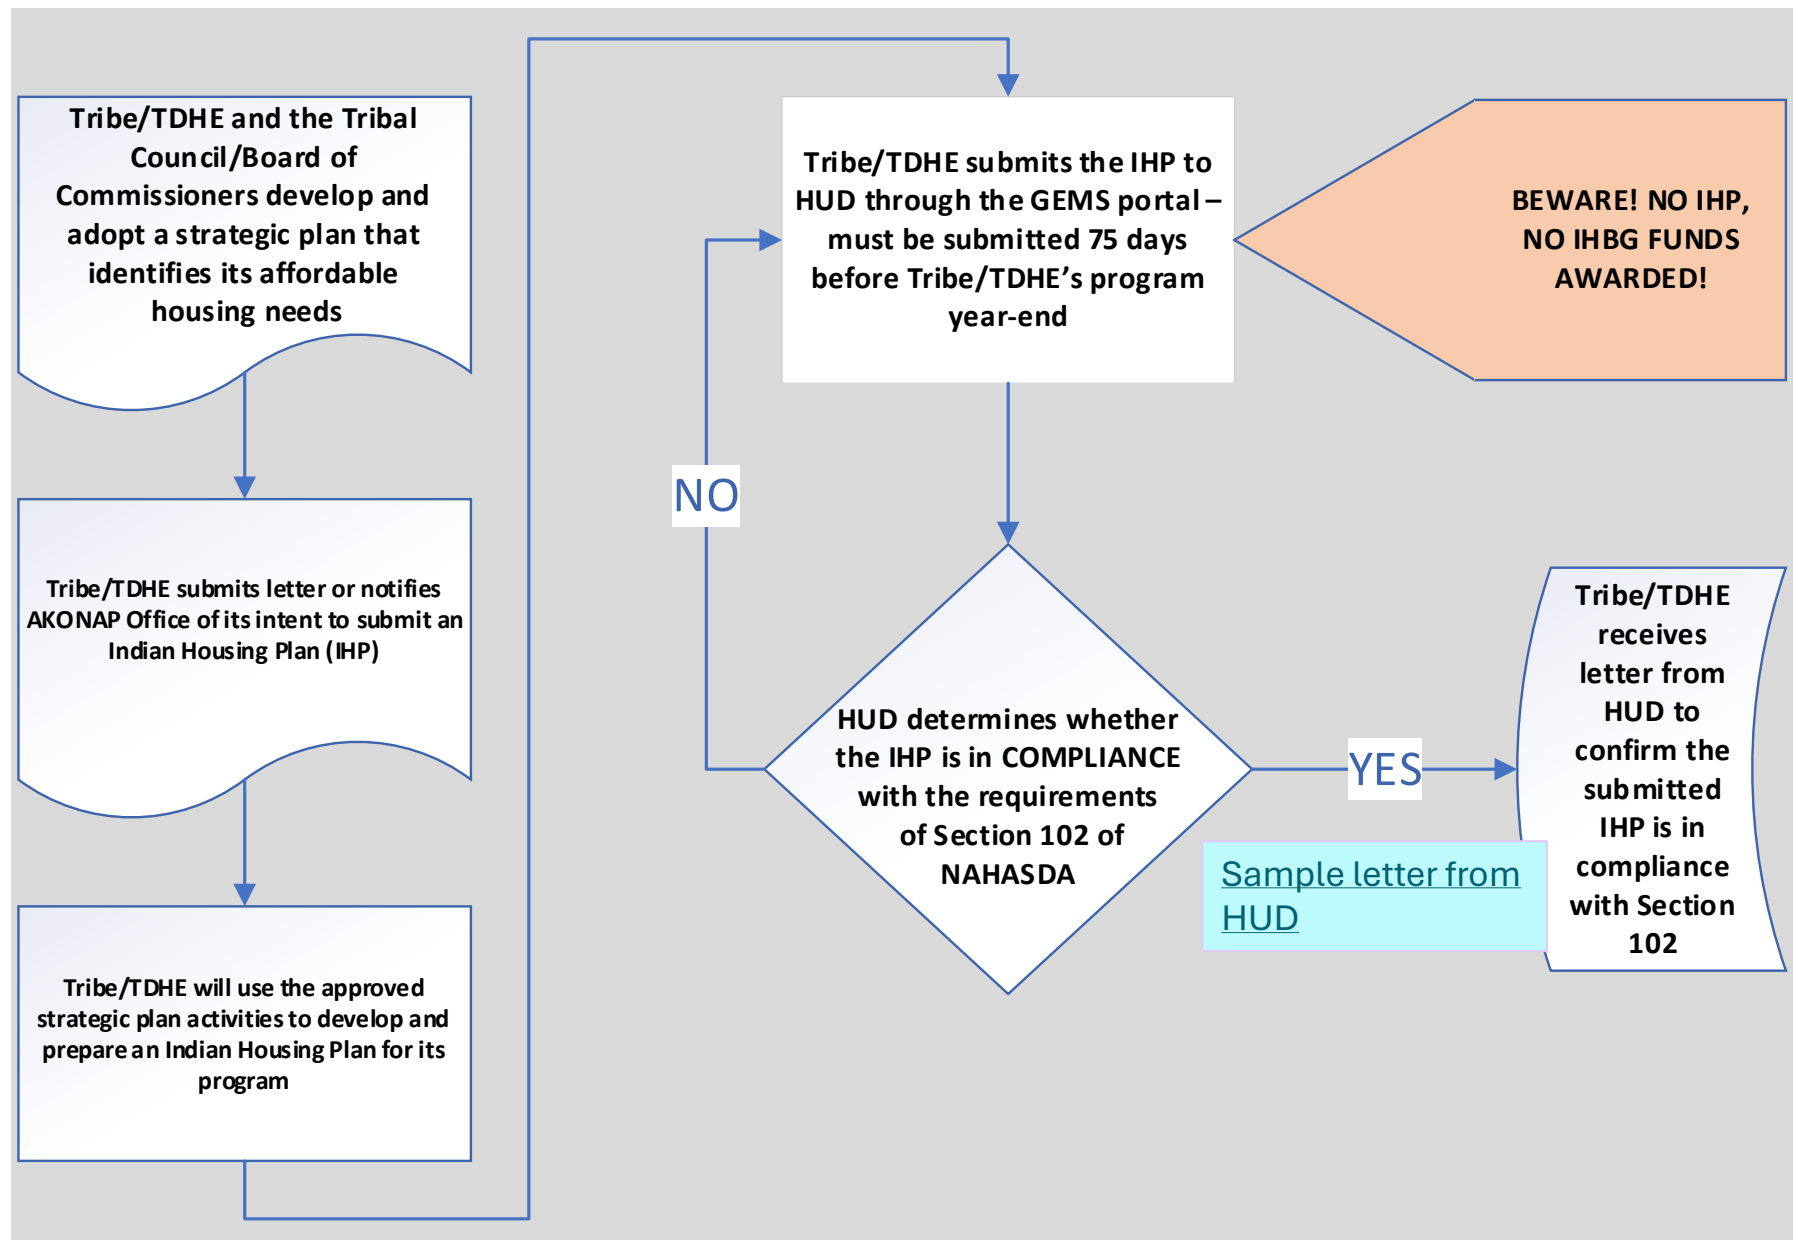 Tribe/TDHE and the Tribal
Council/Board of
Commissioners develop and
adopt a strategic plan that
identifies its affordable
housing needs
Tribe/TDHE submits letter or notifies
AKONAP Office of its intent to submit an
Indian Housing Plan (IHP)
Tribe/TDHE will use the approved
strategic plan activities to develop and
prepare an Indian Housing Plan for its
program
Tribe/TDHE submits the IHP to
HUD through the GEMS portal –
must be submitted 75 days
before Tribe/TDHE’s program
year-end
BEWARE! NO IHP,
NO IHBG FUNDS
AWARDED!
NO
HUD determines whether
the IHP is in COMPLIANCE
with the requirements
of Section 102 of
NAHASDA
YES
Sample letter from
HUD
Tribe/TDHE
receives
letter from
HUD to
confirm the
submitted
IHP is in
compliance
with Section
102